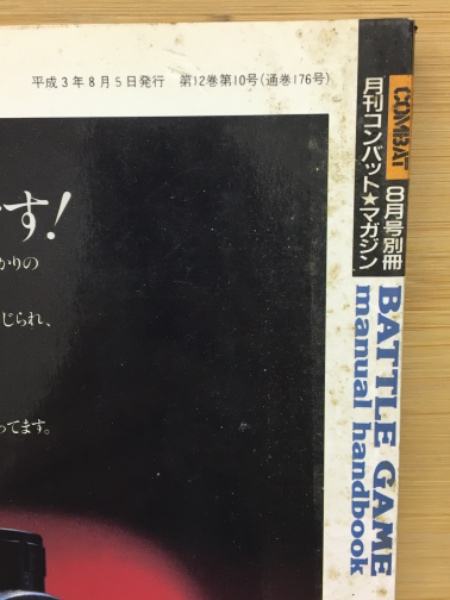 平成3年8月5日発行 第12巻第10号(通巻176号)
す!
かりの
じられ、
ってます。
COMBAT
8月号別冊
月刊コンバット★マガジン
BATTLE GAME
manual handbook